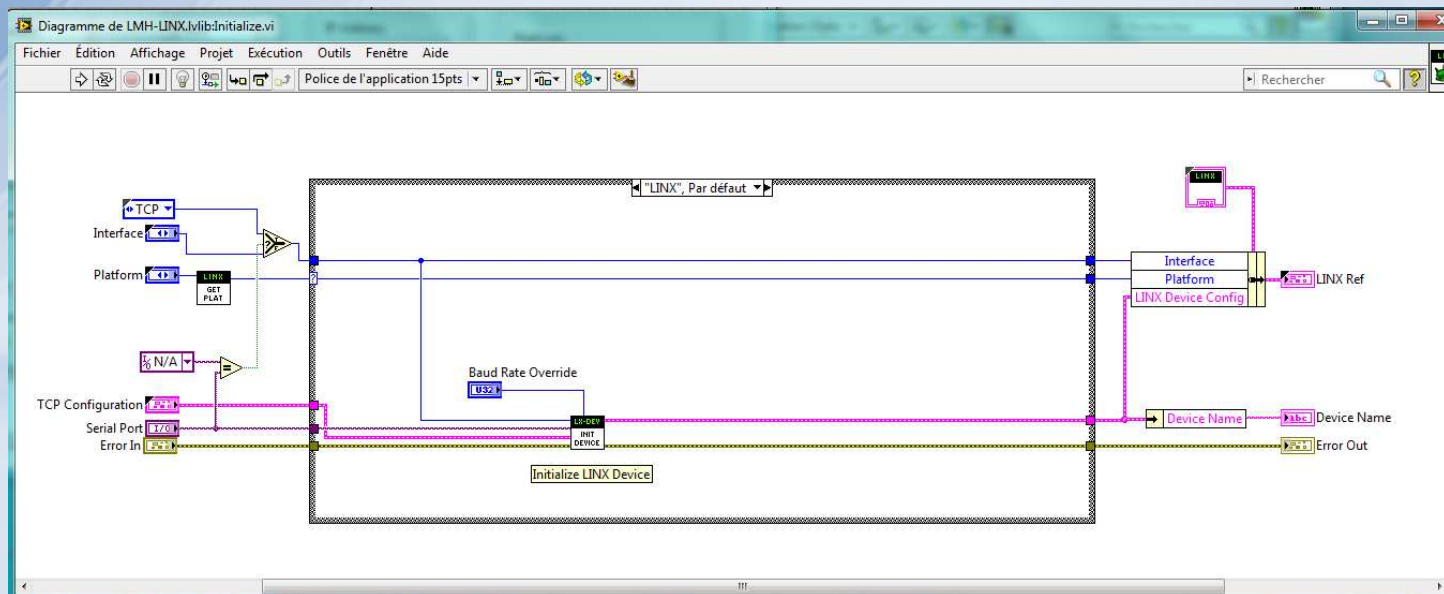 Diagramme de LMH-LINX.lvlib:Initialize.vi
Fichier Édition Affichage Projet Exécution Outils Fenêtre Aide
Police de l'application 15pts
Rechercher
"LINX", Par défaut
LINX
TCP
Interface
Platform
LINX
GET
PLAT
Interface
Platform
LINX Device Config
LINX Ref
N/A
=
Baud Rate Override
U32
TCP Configuration
Serial Port
I/O
Error In
LX-DEV
INIT
DEVICE
Initialize LINX Device
Device Name
abc
Device Name
Error Out